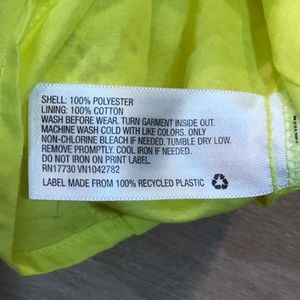 SHELL: 100% POLYESTER
LINING: 100% COTTON
WASH BEFORE WEAR. TURN GARMENT INSIDE OUT.
MACHINE WASH COLD WITH LIKE COLORS. ONLY
NON-CHLORINE BLEACH IF NEEDED. TUMBLE DRY LOW.
REMOVE PROMPTLY. COOL IRON IF NEEDED.
DO NOT IRON ON PRINT LABEL.
RN17730 VN1042782
LABEL MADE FROM 100% RECYCLED PLASTIC